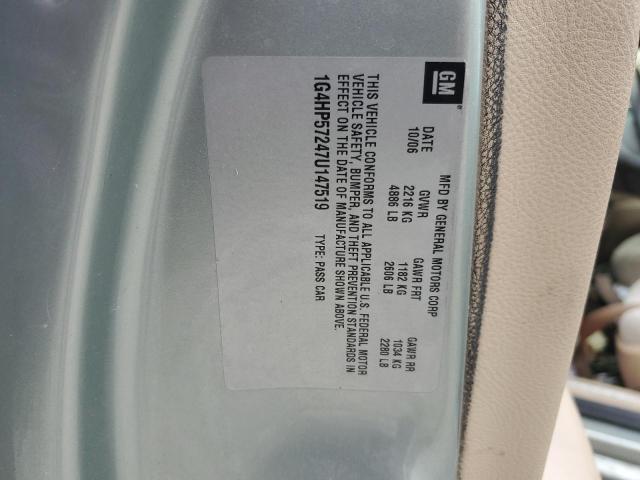 GM
MFD BY GENERAL MOTORS CORP
DATE GVWR GAWR FRT GAWR RR
10/06 2216 KG 1182 KG 1034 KG
4886 LB 2606 LB 2280 LB
THIS VEHICLE CONFORMS TO ALL APPLICABLE U.S. FEDERAL MOTOR
VEHICLE SAFETY, BUMPER, AND THEFT PREVENTION STANDARDS IN
EFFECT ON THE DATE OF MANUFACTURE SHOWN ABOVE.
1G4HP57247U147519 TYPE: PASS CAR